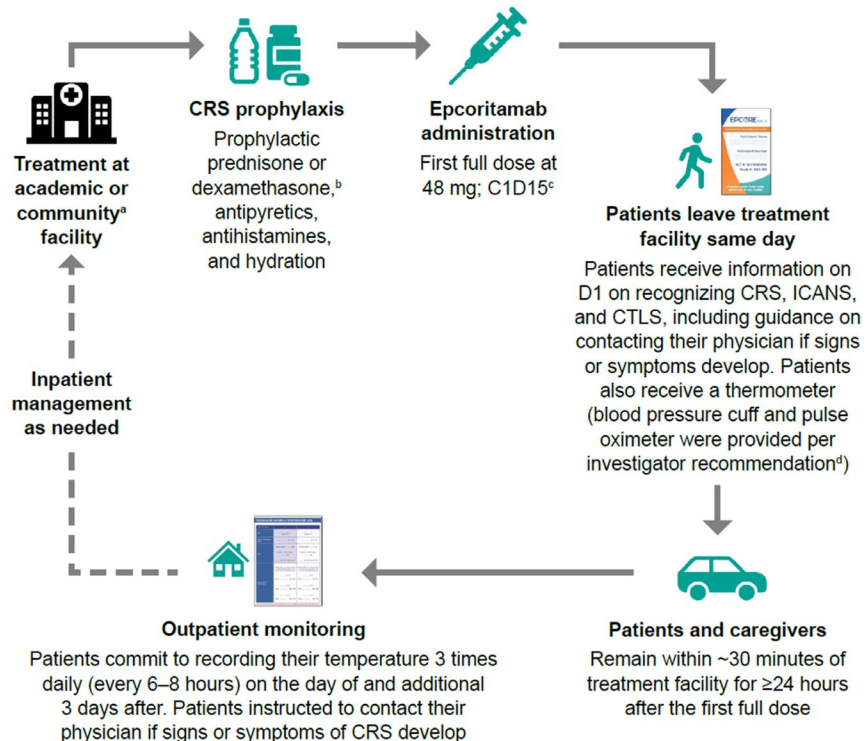 CRS prophylaxis
Prophylactic
prednisone or
dexamethasone,ᵇ
antipyretics,
antihistamines,
and hydration
Epcoritamab
administration
First full dose at
48 mg; C1D15ᶜ
EPCORE
Treatment at
academic or
communityᵃ
facility
Patients leave treatment
facility same day
Patients receive information on
D1 on recognizing CRS, ICANS,
and CTLS, including guidance on
contacting their physician if signs
or symptoms develop. Patients
also receive a thermometer
(blood pressure cuff and pulse
oximeter were provided per
investigator recommendationᵈ)
Patients and caregivers
Remain within ~30 minutes of
treatment facility for ≥24 hours
after the first full dose
Outpatient monitoring
Patients commit to recording their temperature 3 times
daily (every 6–8 hours) on the day of and additional
3 days after. Patients instructed to contact their
physician if signs or symptoms of CRS develop
Inpatient
management
as needed